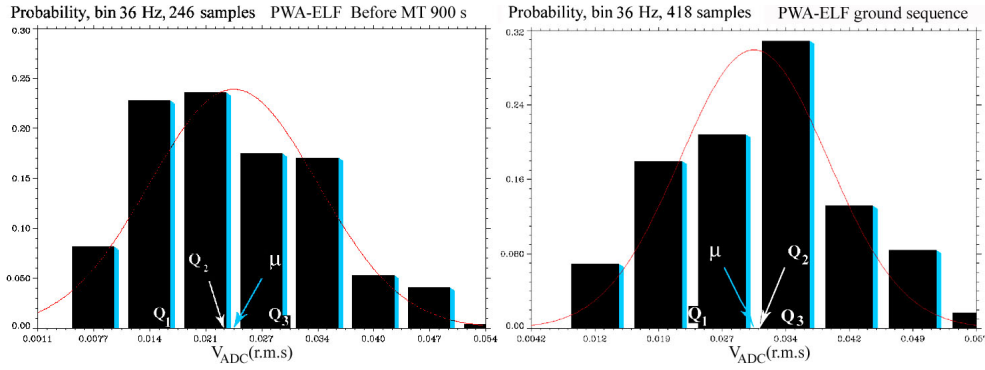 Probability, bin 36 Hz, 246 samples PWA-ELF Before MT 900 s
0.30
0.25
0.20
0.15
0.10
0.050
0.00
Q2 μ
Q1 Q3
0.0011 0.0077 0.014 0.021 0.027 0.034 0.040 0.047 0.054
VADC(r.m.s)
Probability, bin 36 Hz, 418 samples PWA-ELF ground sequence
0.32
0.24
0.16
0.080
0.00
μ Q2
Q1 Q3
0.0042 0.012 0.019 0.027 0.034 0.042 0.049
VADC(r.m.s)